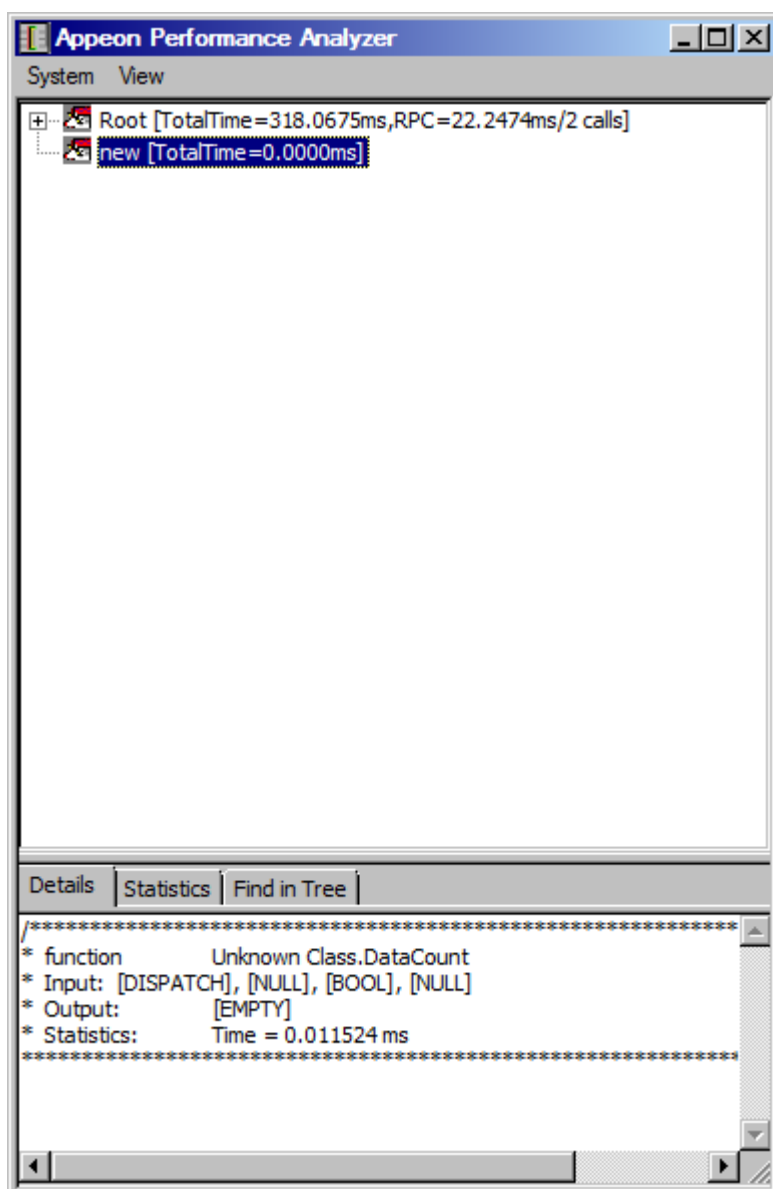 Appeon Performance Analyzer
System View
Root [TotalTime=318.0675ms,RPC=22.2474ms/2 calls]
new [TotalTime=0.0000ms]
Details Statistics Find in Tree
/***********************************************************
* function Unknown Class.DataCount
* Input: [DISPATCH], [NULL], [BOOL], [NULL]
* Output: [EMPTY]
* Statistics: Time = 0.011524 ms
************************************************************